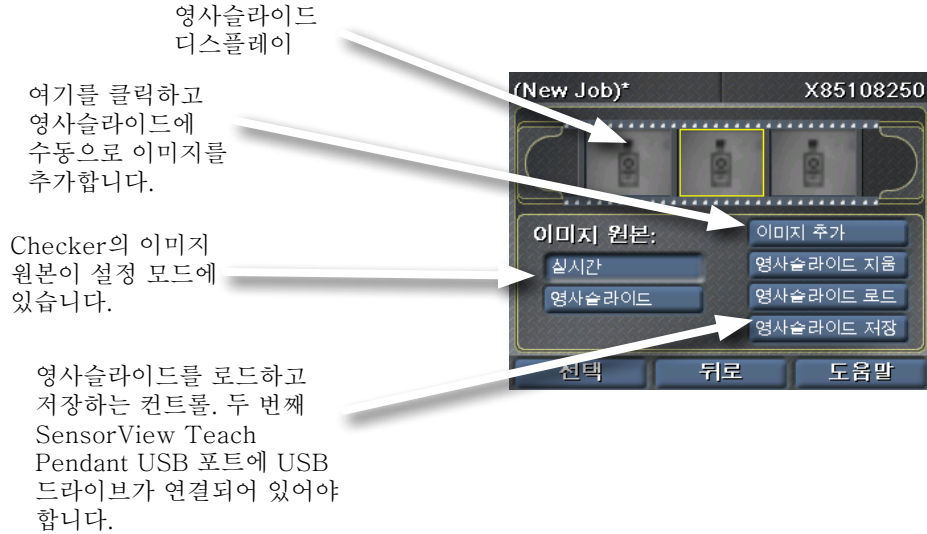 영사슬라이드
디스플레이
여기를 클릭하고
영사슬라이드에
수동으로 이미지를
추가합니다.
Checker의 이미지
원본이 설정 모드에
있습니다.
영사슬라이드를 로드하고
저장하는 컨트롤. 두 번째
SensorView Teach
Pendant USB 포트에 USB
드라이브가 연결되어 있어야
합니다.
(New Job)*
X85108250
이미지 원본:
실시간
영사슬라이드
이미지 추가
영사슬라이드 지움
영사슬라이드 로드
영사슬라이드 저장
선택
뒤로
도움말